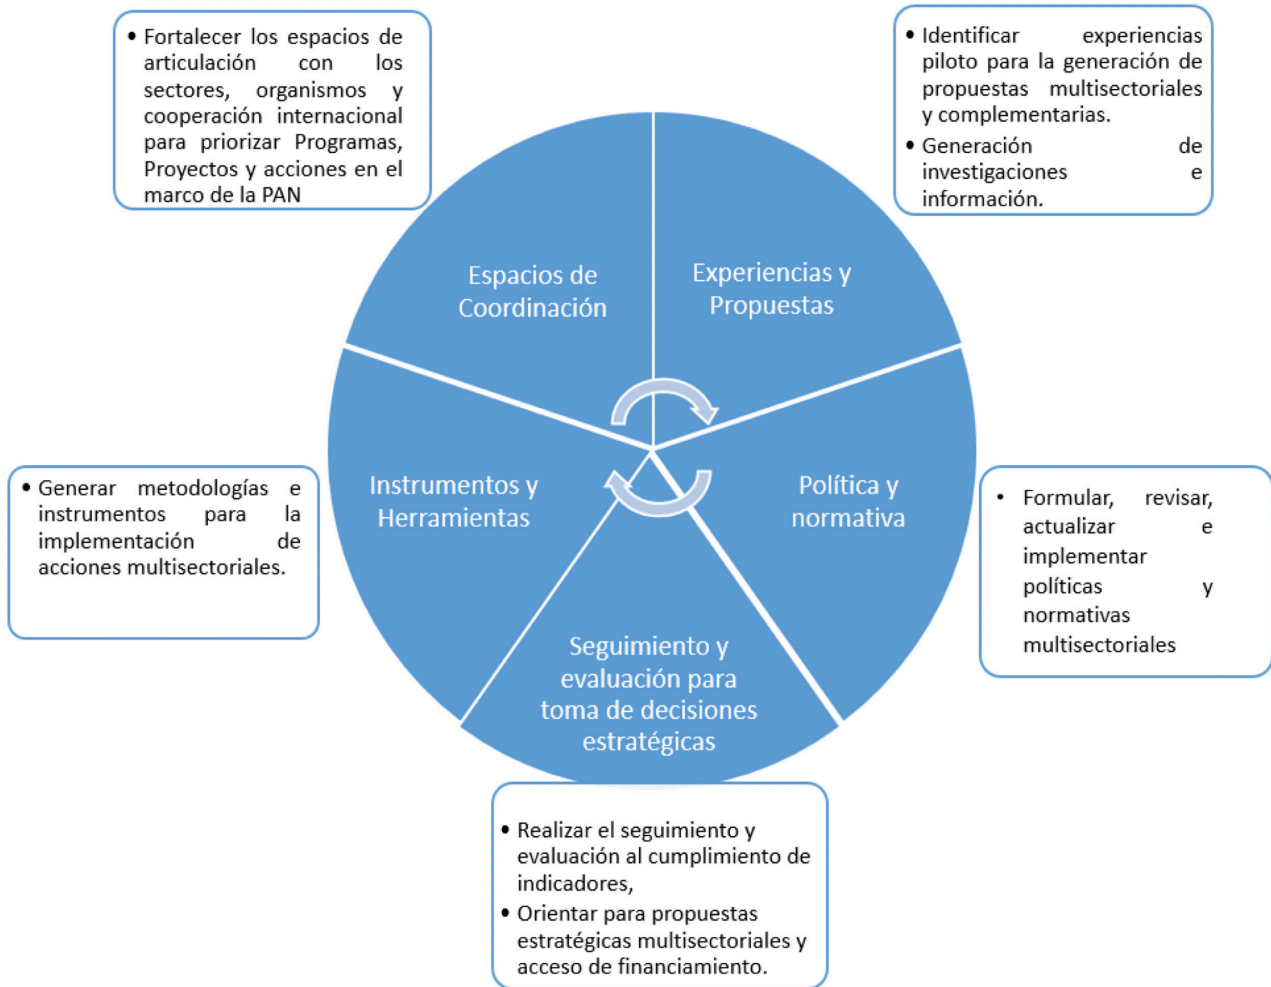 • Fortalecer los espacios de
articulación con los
sectores, organismos y
cooperación internacional
para priorizar Programas,
Proyectos y acciones en el
marco de la PAN
• Identificar experiencias
piloto para la generación de
propuestas multisectoriales
y complementarias.
• Generación de
investigaciones e
información.
Espacios de
Coordinación
Experiencias y
Propuestas
• Generar metodologías e
instrumentos para la
implementación de
acciones multisectoriales.
Instrumentos y
Herramientas
Política y
normativa
• Formular, revisar,
actualizar e
implementar
políticas y
normativas
multisectoriales
Seguimiento y
evaluación para
toma de decisiones
estratégicas
• Realizar el seguimiento y
evaluación al cumplimiento de
indicadores,
• Orientar para propuestas
estratégicas multisectoriales y
acceso de financiamiento.